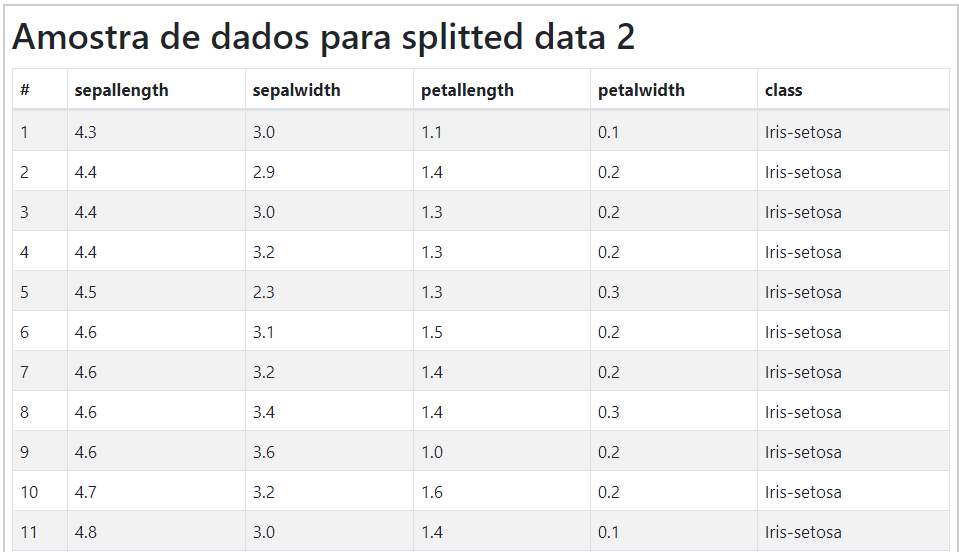 Amostra de dados para splitted data 2
# sepallength sepalwidth petallength petalwidth class
1 4.3 3.0 1.1 0.1 Iris-setosa
2 4.4 2.9 1.4 0.2 Iris-setosa
3 4.4 3.0 1.3 0.2 Iris-setosa
4 4.4 3.2 1.3 0.2 Iris-setosa
5 4.5 2.3 1.3 0.3 Iris-setosa
6 4.6 3.1 1.5 0.2 Iris-setosa
7 4.6 3.2 1.4 0.2 Iris-setosa
8 4.6 3.4 1.4 0.3 Iris-setosa
9 4.6 3.6 1.0 0.2 Iris-setosa
10 4.7 3.2 1.6 0.2 Iris-setosa
11 4.8 3.0 1.4 0.1 Iris-setosa